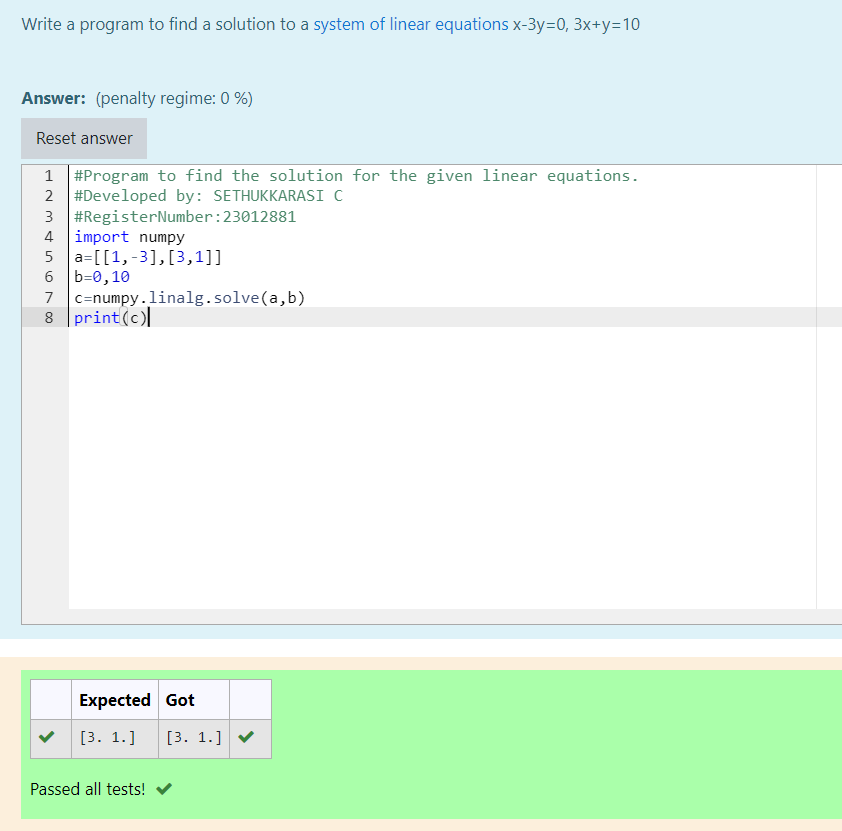 Write a program to find a solution to a system of linear equations x-3y=0, 3x+y=10
Answer: (penalty regime: 0 %)
Reset answer
1 #Program to find the solution for the given linear equations.
2 #Developed by: SETHUKKARASI C
3 #RegisterNumber:23012881
4 import numpy
5 a=[[1,-3],[3,1]]
6 b=0,10
7 c=numpy.linalg.solve(a,b)
8 print(c)
Expected Got
[3. 1.] [3. 1.]
Passed all tests!